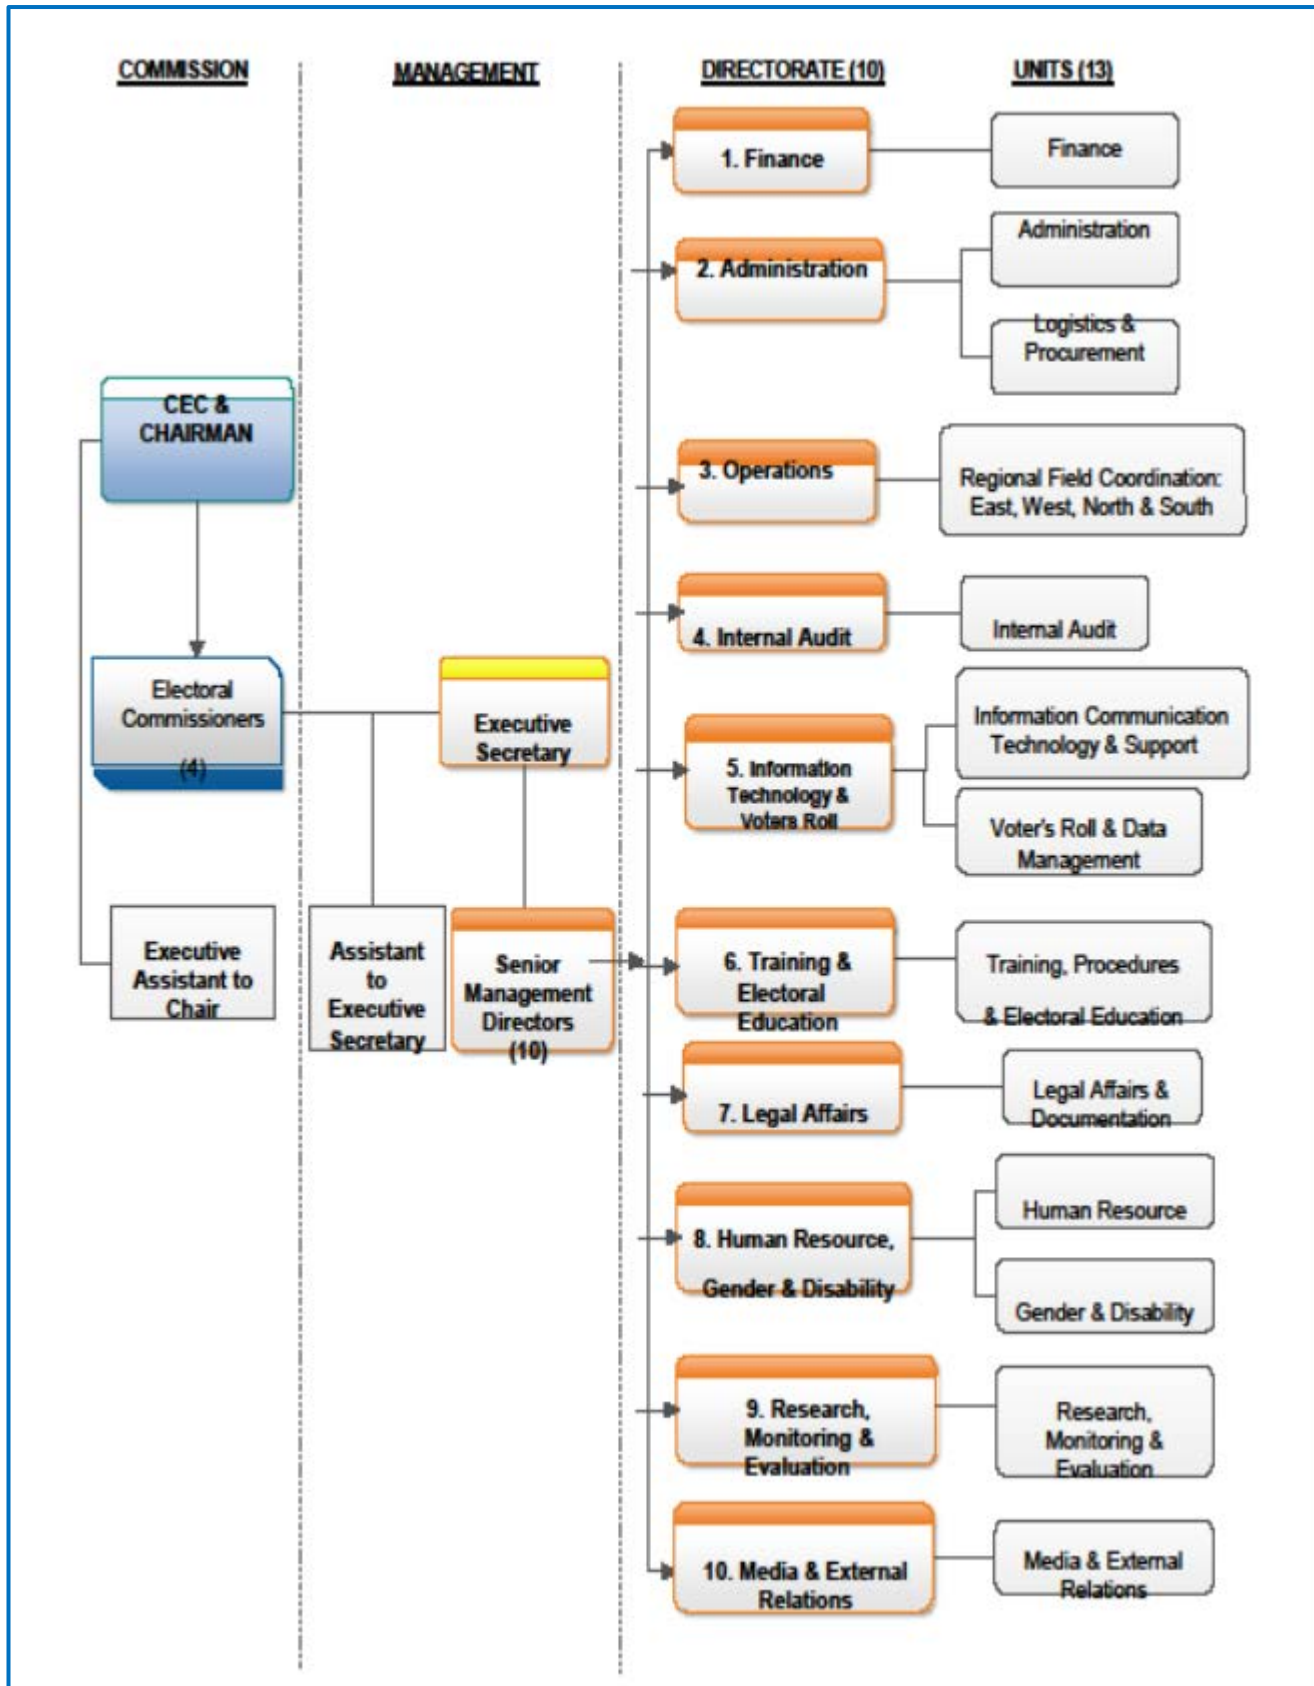 COMMISSION
MANAGEMENT
DIRECTORATE (10)
UNITS (13)
CEC &
CHAIRMAN
Electoral
Commissioners
(4)
Executive
Assistant to
Chair
Executive
Secretary
Assistant
to
Executive
Secretary
Senior
Management
Directors
(10)
1. Finance
Finance
2. Administration
Administration
Logistics &
Procurement
3. Operations
Regional Field Coordination:
East, West, North & South
4. Internal Audit
Internal Audit
5. Information
Technology &
Voters Roll
Information Communication
Technology & Support
Voter's Roll & Data
Management
6. Training &
Electoral
Education
Training, Procedures
& Electoral Education
7. Legal Affairs
Legal Affairs &
Documentation
8. Human Resource,
Gender & Disability
Human Resource
Gender & Disability
9. Research,
Monitoring &
Evaluation
Research,
Monitoring &
Evaluation
10. Media & External
Relations
Media & External
Relations